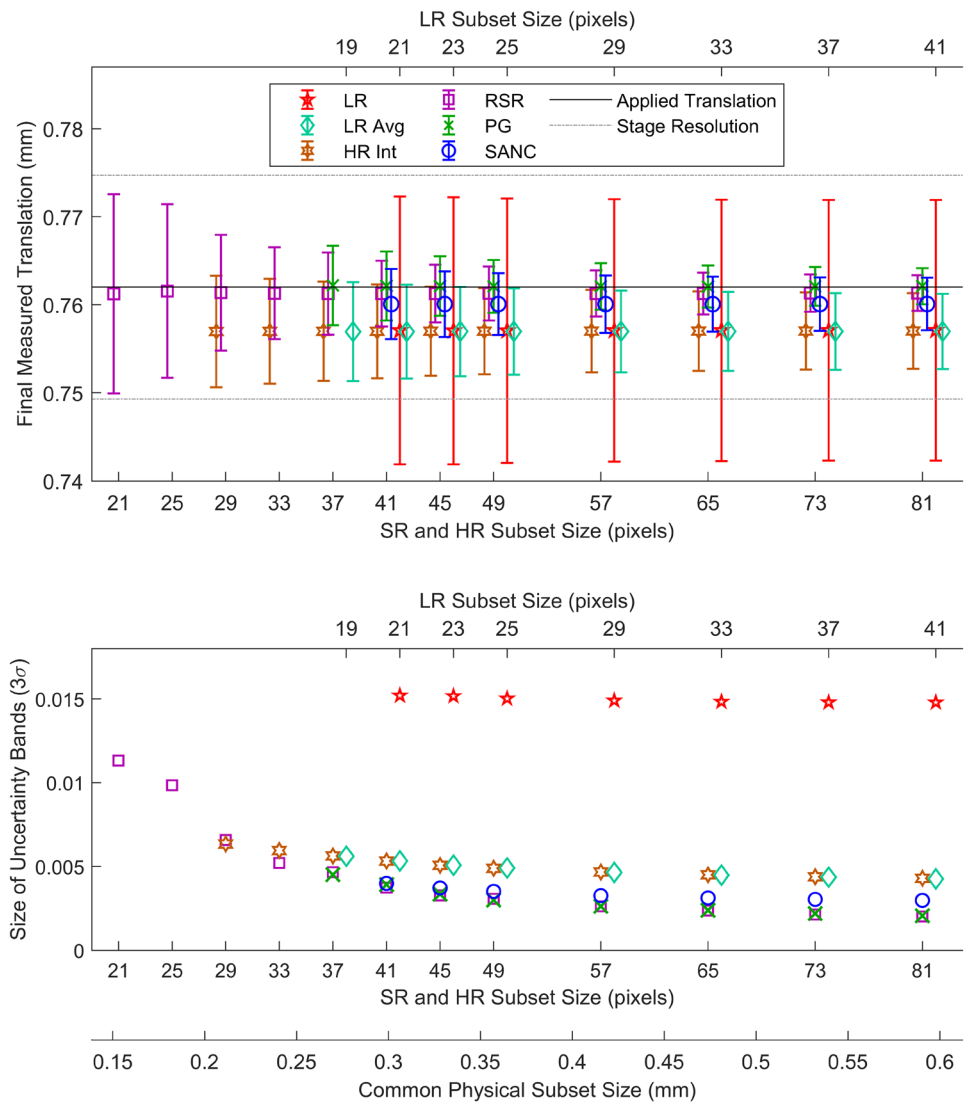 LR Subset Size (pixels)
19 21 23 25 29 33 37 41
LR RSR Applied Translation
LR Avg PG Stage Resolution
HR Int SANC
Final Measured Translation (mm)
0.78
0.77
0.76
0.75
0.74
21 25 29 33 37 41 45 49 57 65 73 81
SR and HR Subset Size (pixels)
LR Subset Size (pixels)
19 21 23 25 29 33 37 41
Size of Uncertainty Bands (3σ)
0.015
0.01
0.005
0
21 25 29 33 37 41 45 49 57 65 73 81
SR and HR Subset Size (pixels)
0.15 0.2 0.3 0.35 0.4 0.45 0.5 0.55 0.6
Common Physical Subset Size (mm)